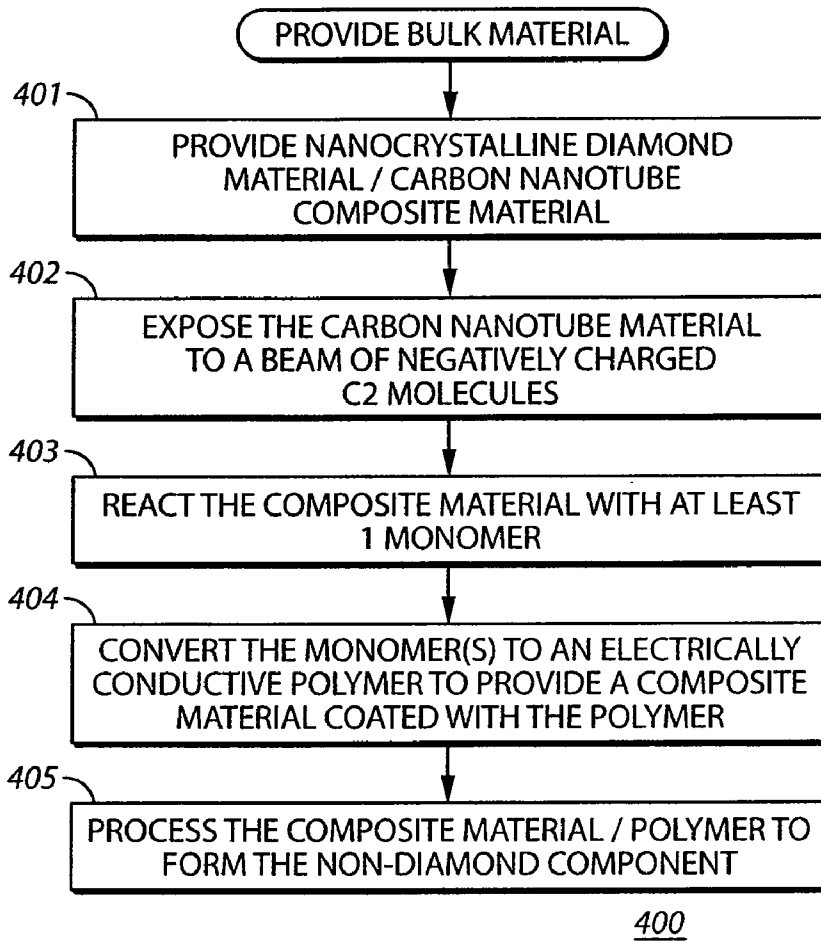 PROVIDE BULK MATERIAL
401
PROVIDE NANOCRYSTALLINE DIAMOND
MATERIAL / CARBON NANOTUBE
COMPOSITE MATERIAL
402
EXPOSE THE CARBON NANOTUBE MATERIAL
TO A BEAM OF NEGATIVELY CHARGED
C2 MOLECULES
403
REACT THE COMPOSITE MATERIAL WITH AT LEAST
1 MONOMER
404
CONVERT THE MONOMER(S) TO AN ELECTRICALLY
CONDUCTIVE POLYMER TO PROVIDE A COMPOSITE
MATERIAL COATED WITH THE POLYMER
405
PROCESS THE COMPOSITE MATERIAL / POLYMER TO
FORM THE NON-DIAMOND COMPONENT
400